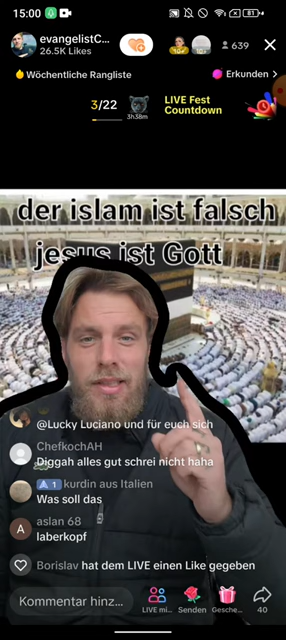 15:00
81%
evangelistC...
26.5K Likes
10+
10+
639
Wöchentliche Rangliste
Erkunden >
3/22
3h38m
LIVE Fest
Countdown
der islam ist falsch
jesus ist Gott
@Lucky Luciano und für euch sich
ChefkochAH
Diggah alles gut schrei nicht haha
1 kurdin aus Italien
Was soll das
A
aslan 68
laberkopf
Borislav hat dem LIVE einen Like gegeben
Kommentar hinz...
LIVE mi...
Senden
Gesche...
40